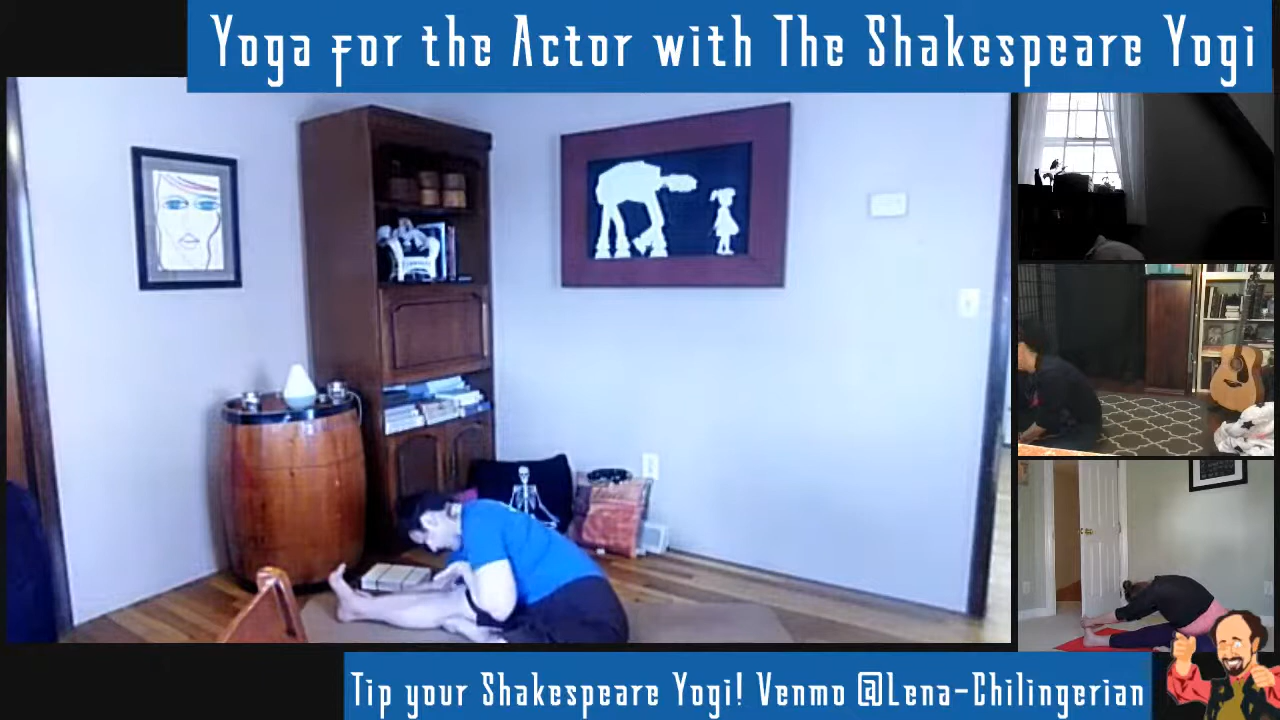 Yoga for the Actor with The Shakespeare Yogi
Tip your Shakespeare Yogi! Venmo @Lena-Chilingerian